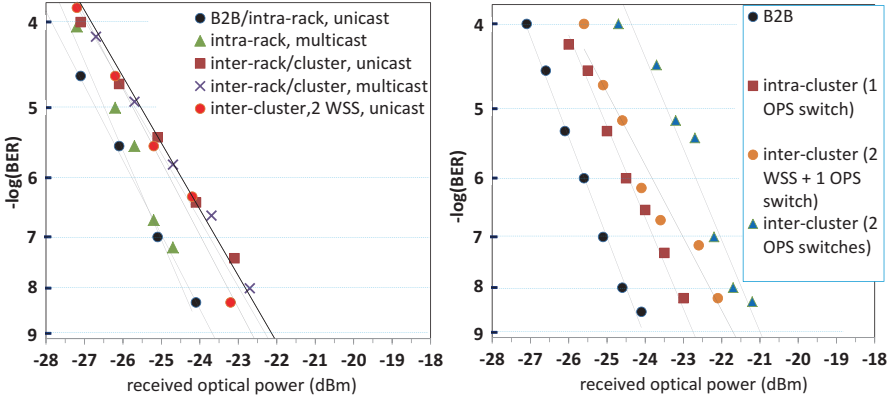 4
5
6
7
8
9
-log(BER)
B2B/intra-rack, unicast
intra-rack, multicast
inter-rack/cluster, unicast
inter-rack/cluster, multicast
inter-cluster,2 WSS, unicast
-28 -27 -26 -25 -24 -23 -22 -21 -20 -19 -18
received optical power (dBm)
4
5
6
7
8
9
-log(BER)
B2B
intra-cluster (1
OPS switch)
inter-cluster (2
WSS + 1 OPS
switch)
inter-cluster (2
OPS switches)
-28 -27 -26 -25 -24 -23 -22 -21 -20 -19 -18
received optical power (dBm)